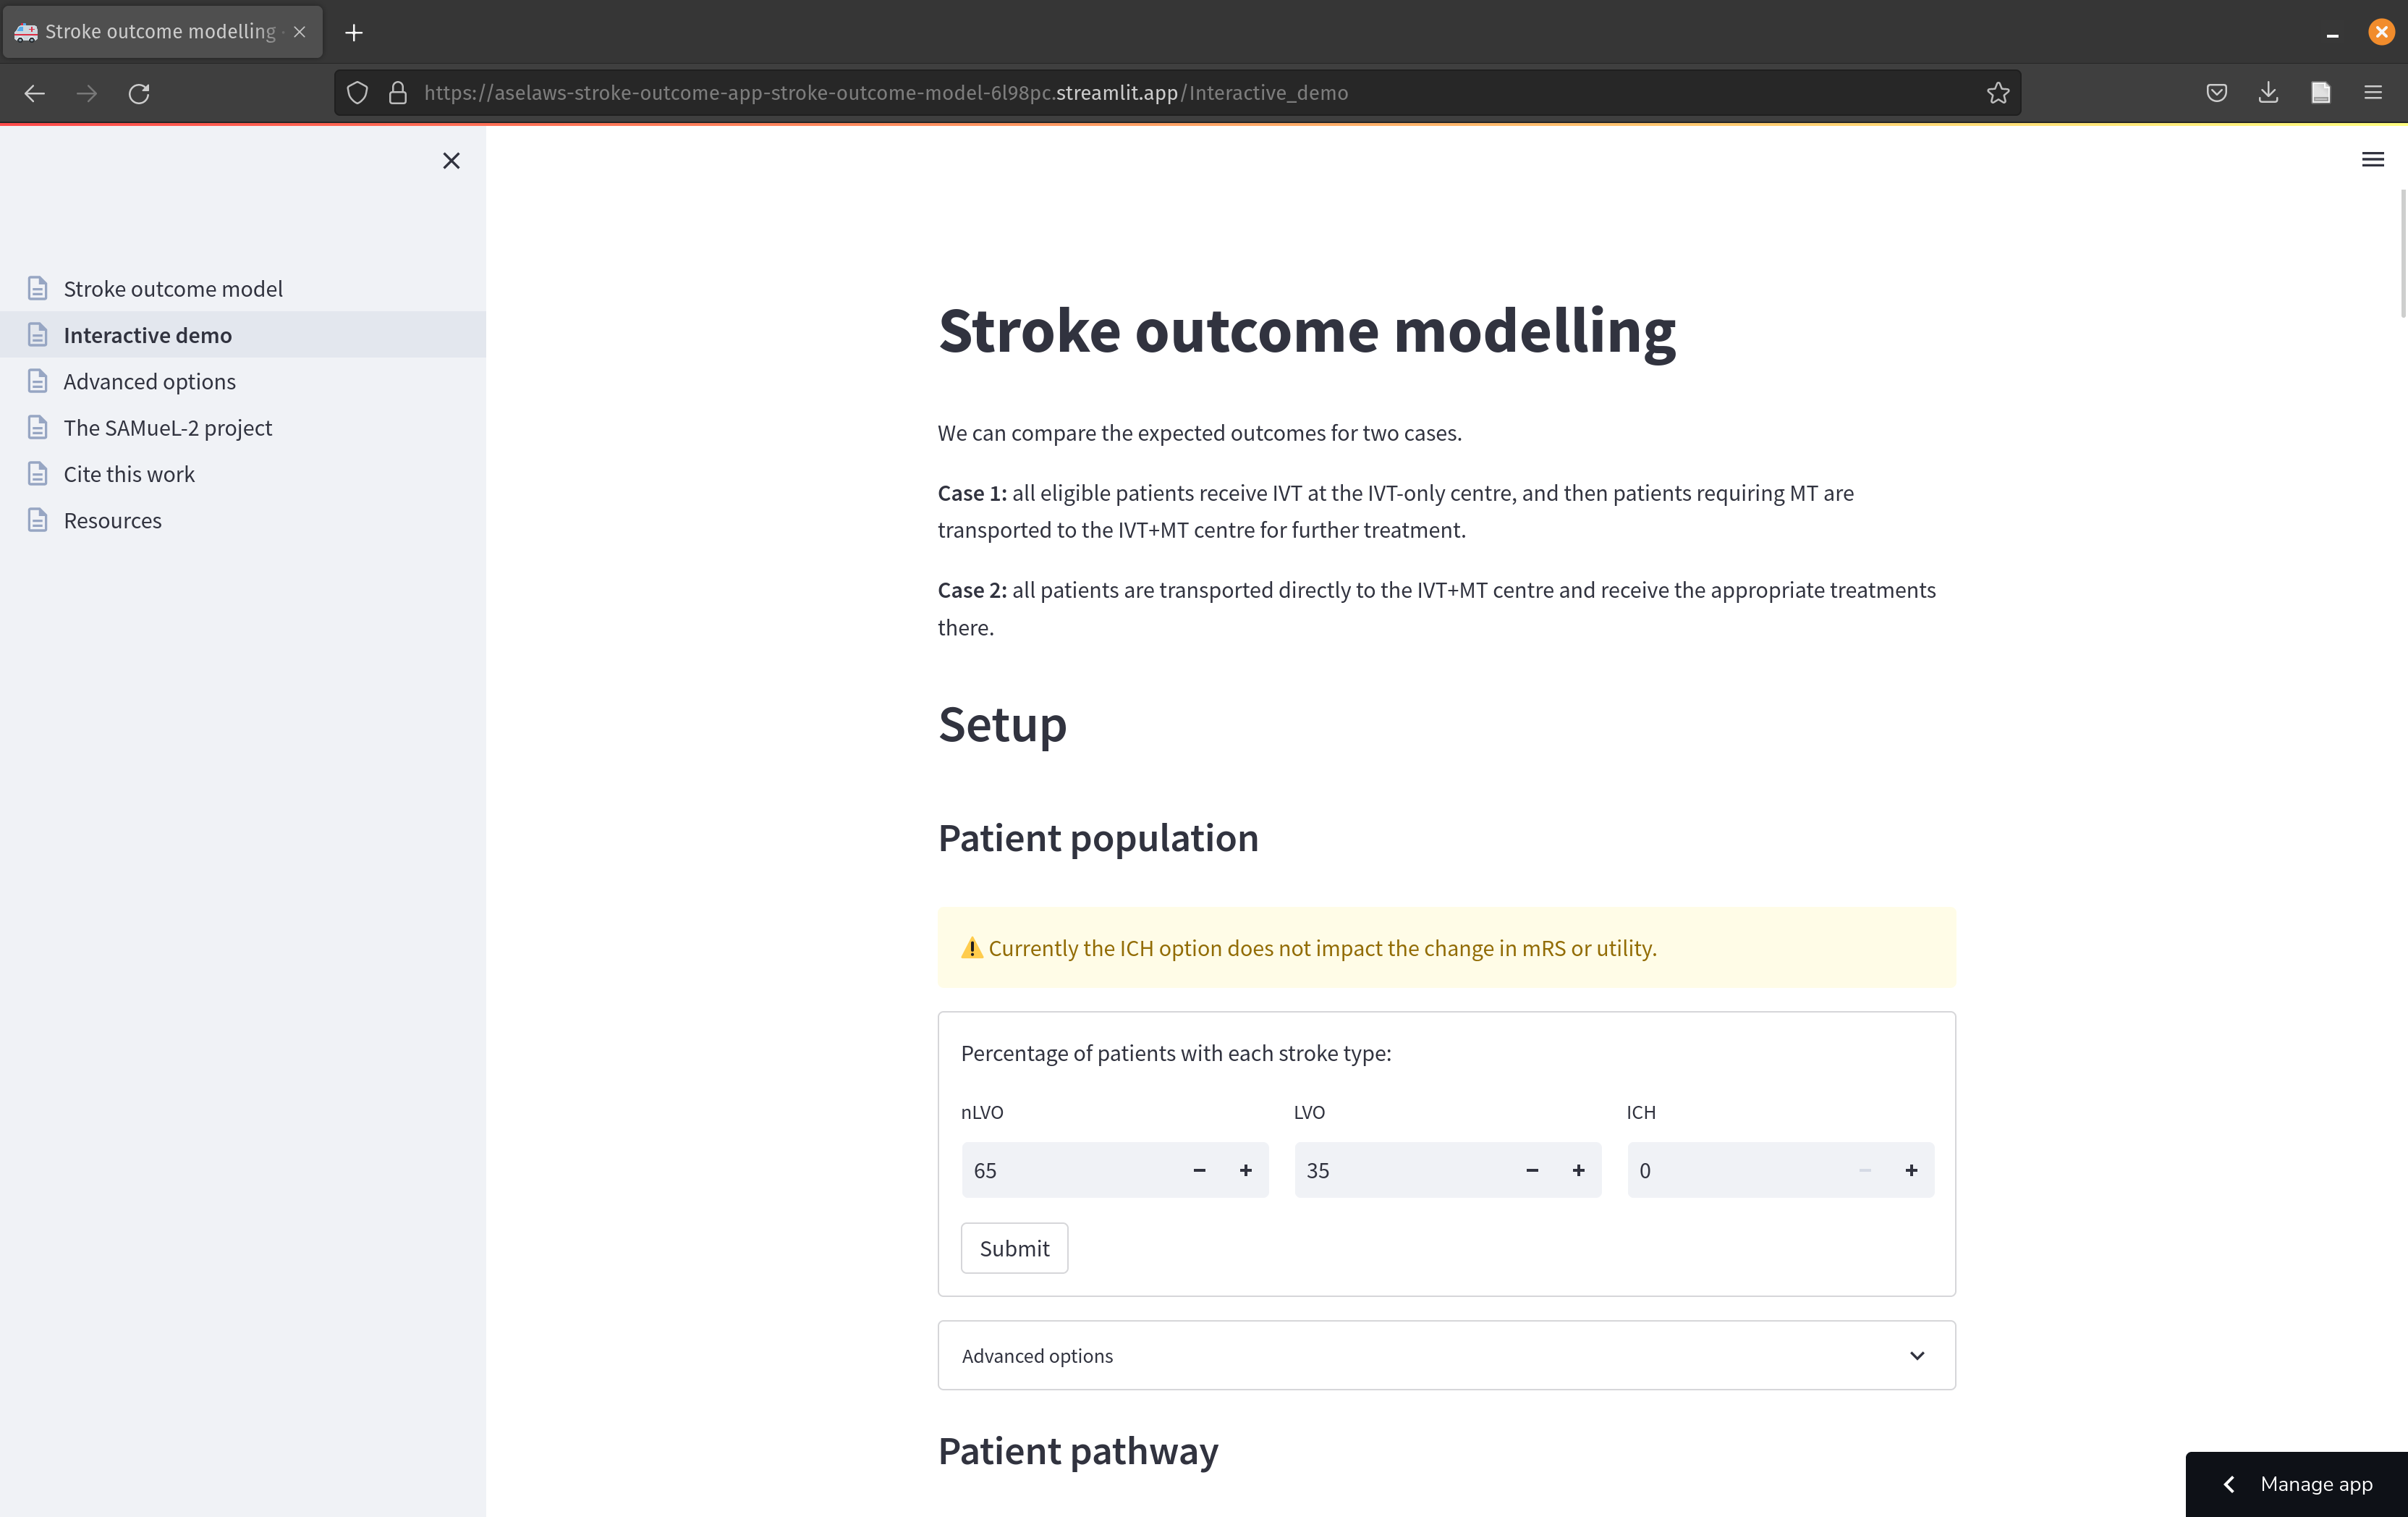 Stroke outcome modelling ·
https://aselaws-stroke-outcome-app-stroke-outcome-model-6l98pc.streamlit.app/Interactive_demo
Stroke outcome model
Interactive demo
Advanced options
The SAMueL-2 project
Cite this work
Resources
Stroke outcome modelling
We can compare the expected outcomes for two cases.
Case 1: all eligible patients receive IVT at the IVT-only centre, and then patients requiring MT are
transported to the IVT+MT centre for further treatment.
Case 2: all patients are transported directly to the IVT+MT centre and receive the appropriate treatments
there.
Setup
Patient population
⚠️ Currently the ICH option does not impact the change in mRS or utility.
Percentage of patients with each stroke type:
nLVO LVO ICH
65 − + 35 − + 0 − +
Submit
Advanced options
Patient pathway
Manage app